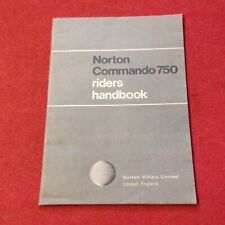 Norton
Commando 750
riders
handbook
Norton Villiers Limited
London England